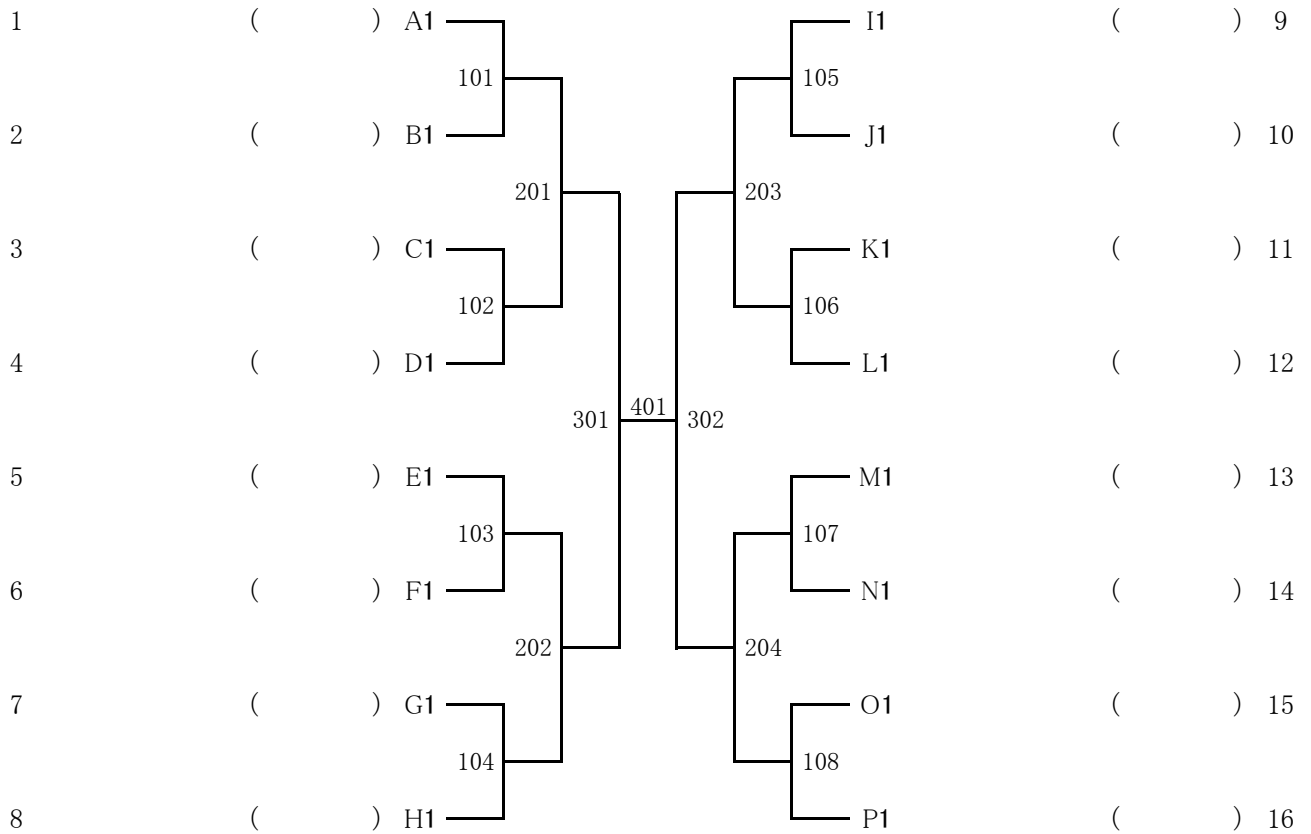 1 ( ) A1 I1 ( ) 9
101 105
2 ( ) B1 J1 ( ) 10
201 203
3 ( ) C1 K1 ( ) 11
102 106
4 ( ) D1 L1 ( ) 12
301 401 302
5 ( ) E1 M1 ( ) 13
103 107
6 ( ) F1 N1 ( ) 14
202 204
7 ( ) G1 O1 ( ) 15
104 108
8 ( ) H1 P1 ( ) 16